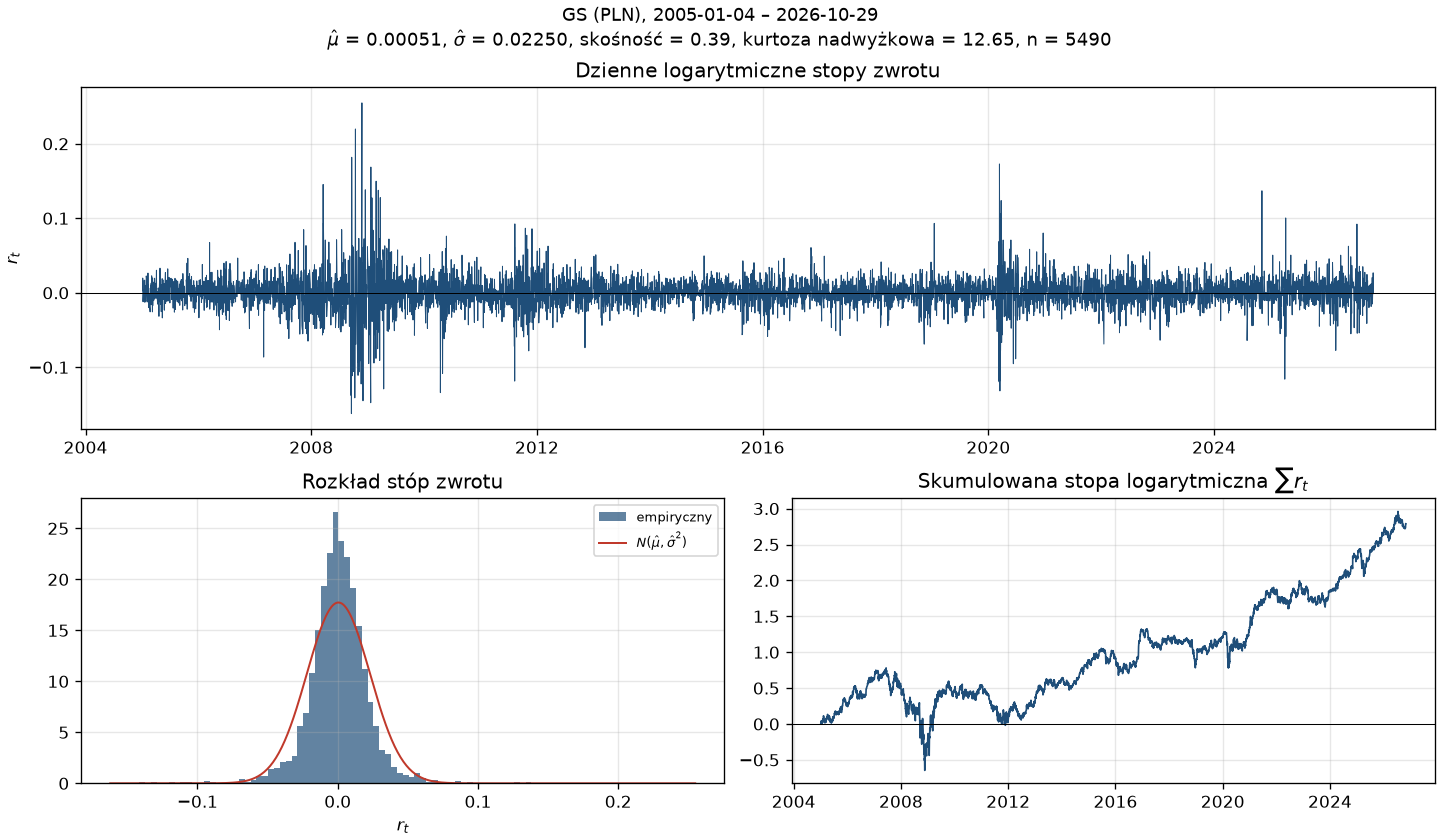 GS (PLN), 2005-01-04 – 2026-10-29
μ̂ = 0.00051, σ̂ = 0.02250, skośność = 0.39, kurtoza nadwyżkowa = 12.65, n = 5490
Dzienne logarytmiczne stopy zwrotu
r_t
0.2
0.1
0.0
−0.1
2004 2008 2012 2016 2020 2024
Rozkład stóp zwrotu
empiryczny
N(μ̂, σ̂²)
25
20
15
10
5
0
−0.1 0.0 0.1 0.2
r_t
Skumulowana stopa logarytmiczna ∑r_t
3.0
2.5
2.0
1.5
1.0
0.5
0.0
−0.5
2004 2008 2012 2016 2020 2024